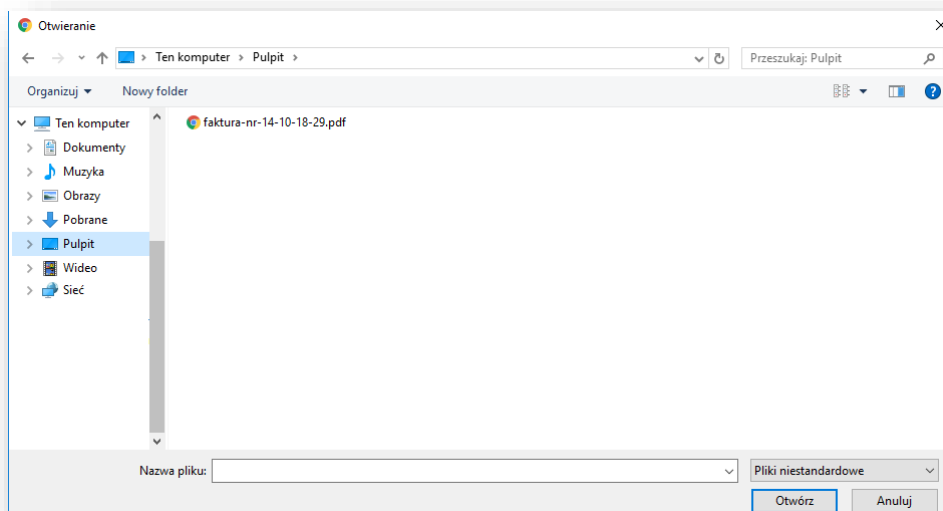 Otwieranie
Ten komputer > Pulpit >
Przeszukaj: Pulpit
Organizuj
Nowy folder
Ten komputer
faktura-nr-14-10-18-29.pdf
Dokumenty
Muzyka
Obrazy
Pobrane
Pulpit
Wideo
Sieć
Nazwa pliku:
Pliki niestandardowe
Otwórz
Anuluj